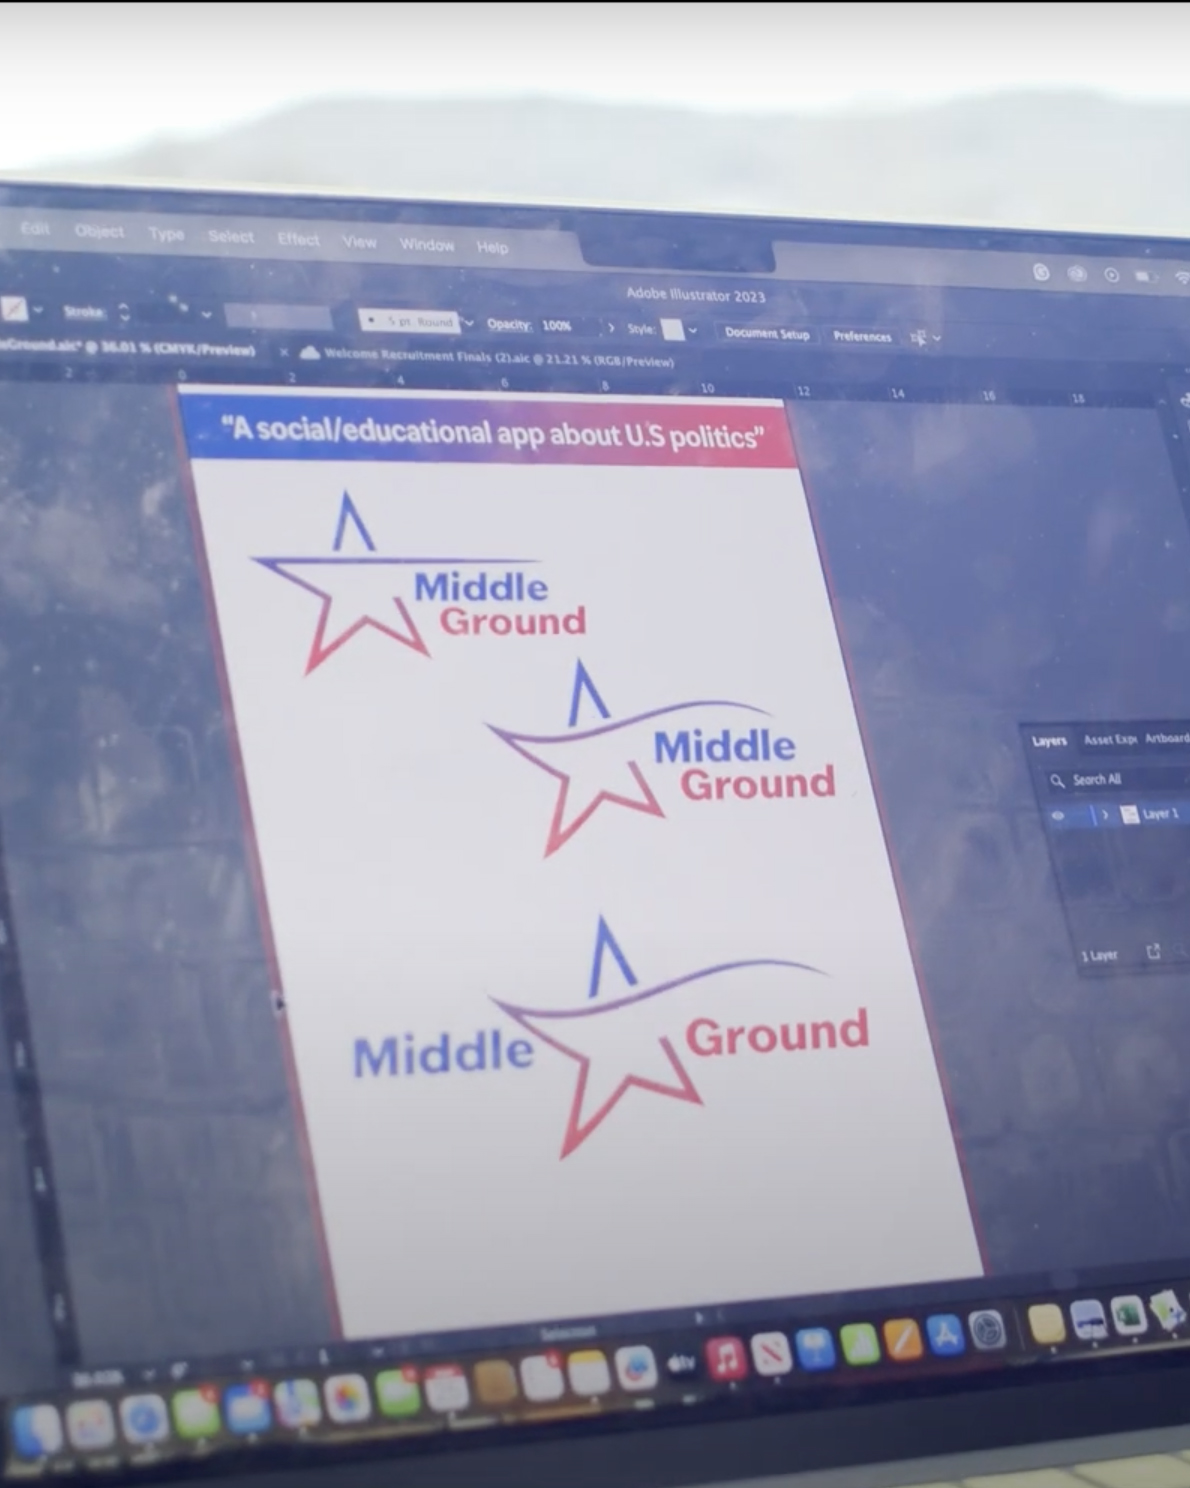 Edit Object Type Select Effect View Window Help
Adobe Illustrator 2023
Stroke: 5 pt. Round Opacity: 100% Style: Document Setup Preferences
Ground.aic* @ 36.01 % (CMYK/Preview) × Welcome Recruitment Finals (2).aic @ 21.21 % (RGB/Preview)
2 0 2 4 6 8 10 12 14 16 18
“A social/educational app about U.S politics”
Middle
Ground
Middle
Ground
Middle Ground
Layers Asset Expo Artboard
Search All
Layer 1
1 Layer
Selection
tv